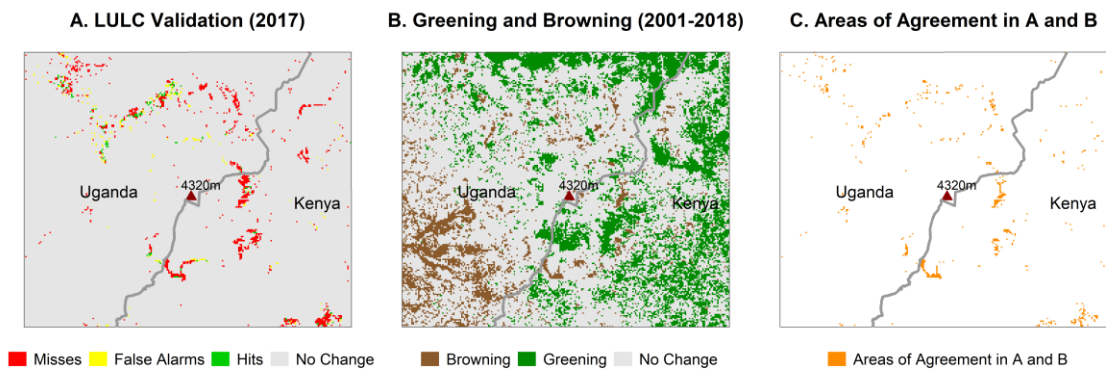 A. LULC Validation (2017)
B. Greening and Browning (2001-2018)
C. Areas of Agreement in A and B
4320m
Uganda
Kenya
4320m
Uganda
Kenya
4320m
Uganda
Kenya
Misses False Alarms Hits No Change
Browning Greening No Change
Areas of Agreement in A and B